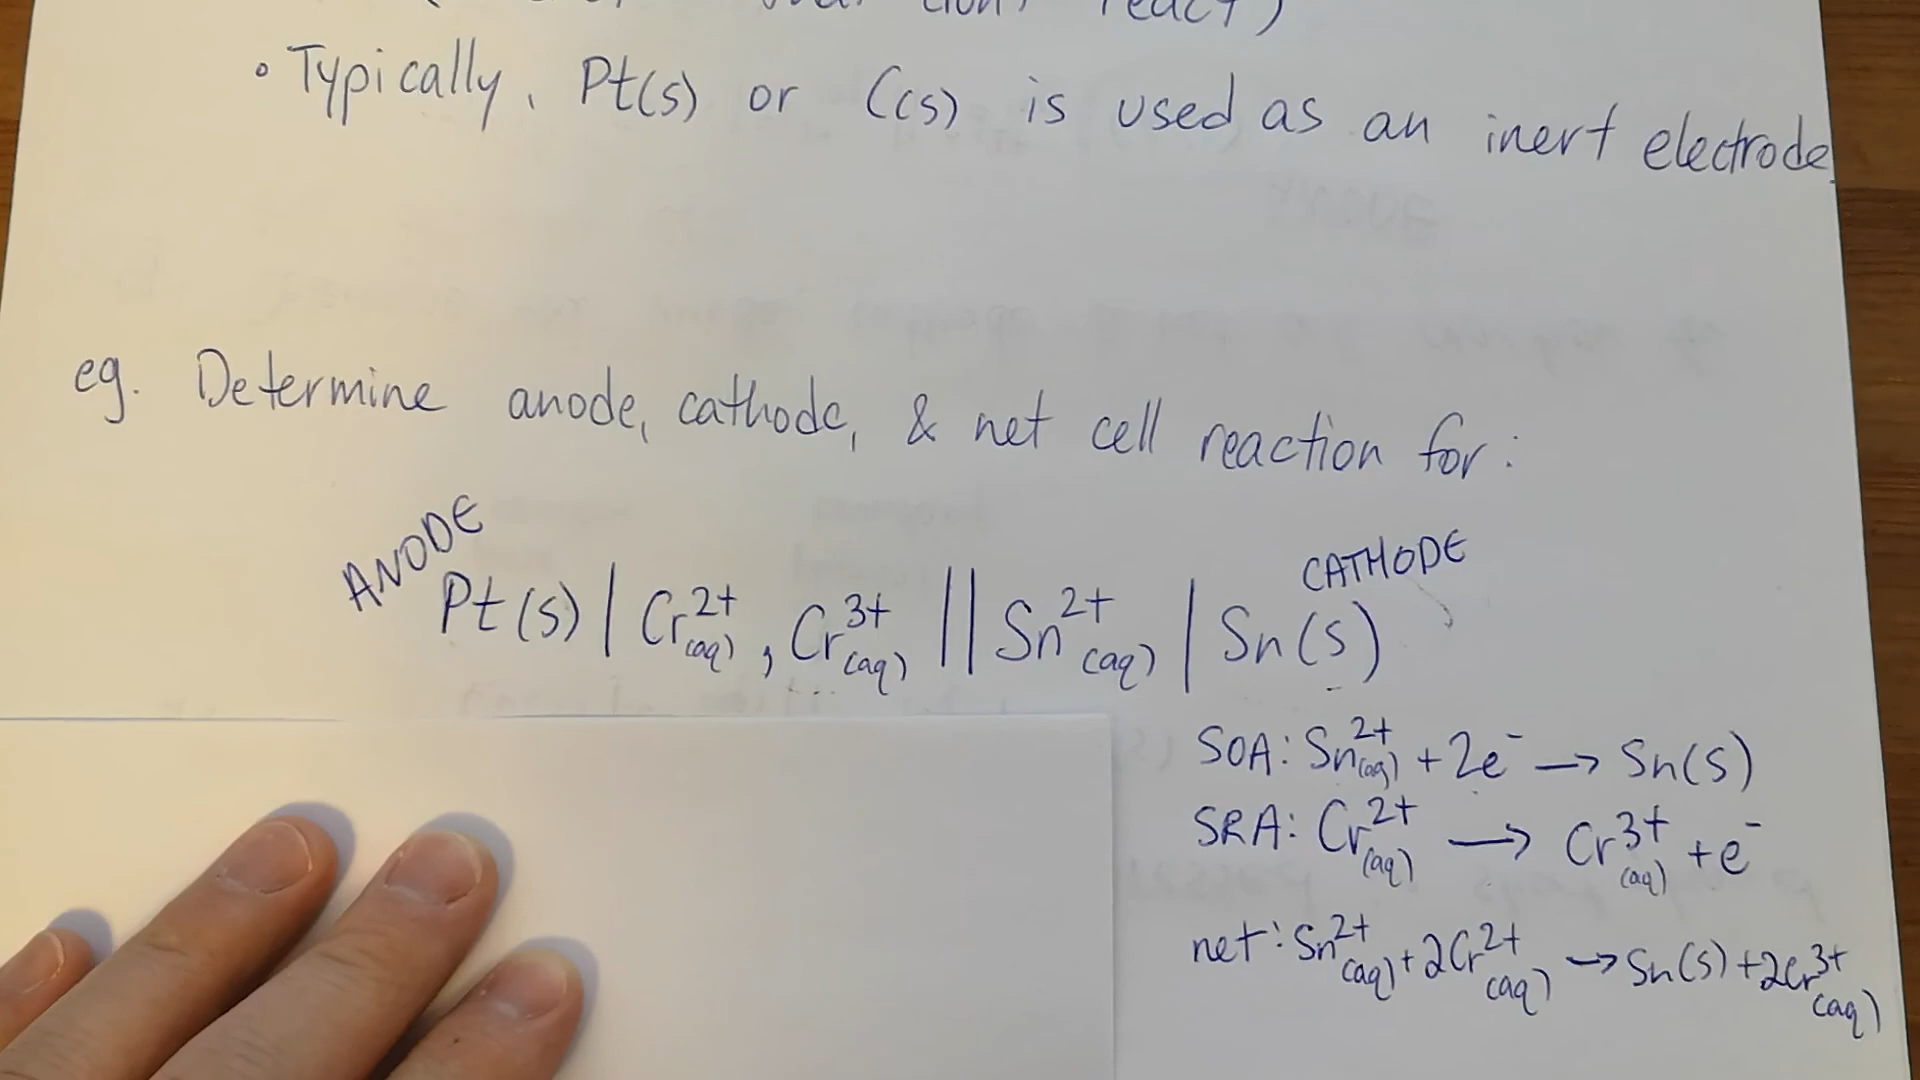 react)
• Typically, Pt(s) or C(s) is used as an inert electrode
eg. Determine anode, cathode, & net cell reaction for:
ANODE
CATHODE
Pt(s) | Cr²⁺(aq), Cr³⁺(aq) || Sn²⁺(aq) | Sn(s)
SOA: Sn²⁺(aq) + 2e⁻ → Sn(s)
SRA: Cr²⁺(aq) → Cr³⁺(aq) + e⁻
net: Sn²⁺(aq) + 2Cr²⁺(aq) → Sn(s) + 2Cr³⁺(aq)